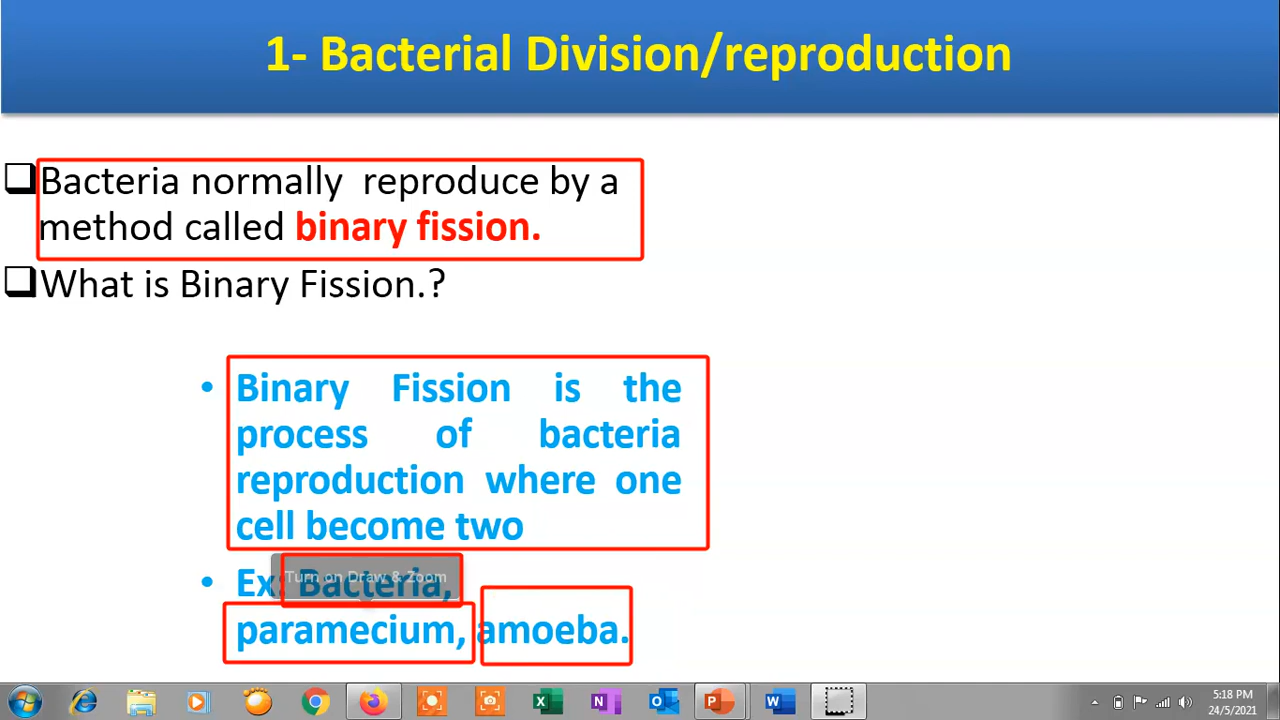 1- Bacterial Division/reproduction
Bacteria normally reproduce by a
method called binary fission.
What is Binary Fission.?
Binary Fission is the
process of bacteria
reproduction where one
cell become two
Ex: Bacteria,
Turn on Draw & Zoom
paramecium, amoeba.
5:18 PM
24/5/2021